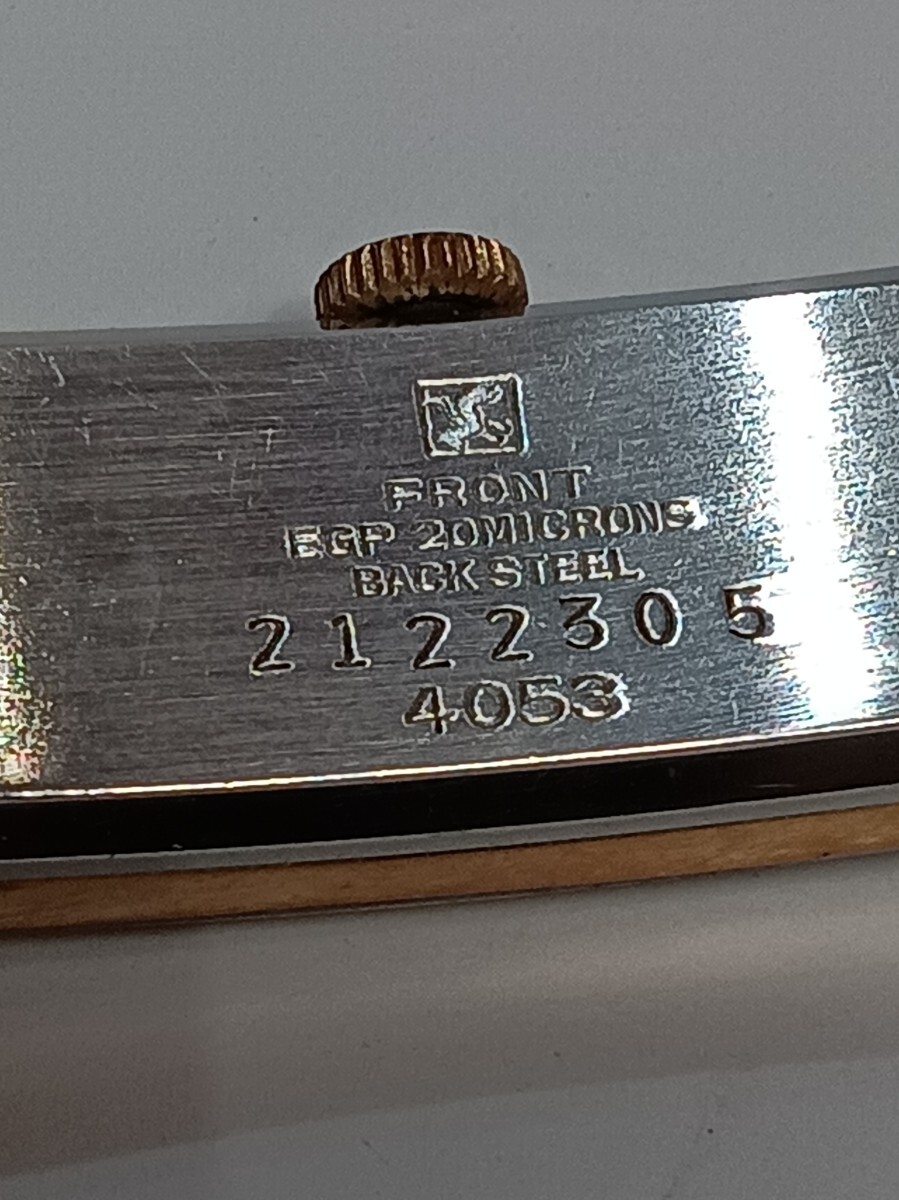 FRONT
EGP 20MICRONS
BACK STEEL
2122305
4053